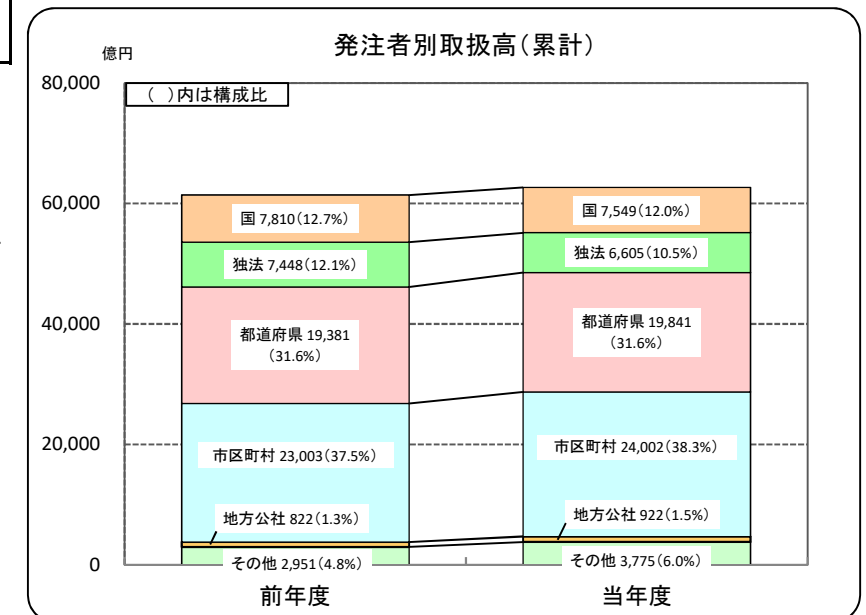 発注者別取扱高(累計)
億円
80,000
( )内は構成比
60,000
40,000
20,000
0
国 7,810(12.7%)
独法 7,448(12.1%)
都道府県 19,381
(31.6%)
市区町村 23,003(37.5%)
地方公社 822(1.3%)
その他 2,951(4.8%)
国 7,549(12.0%)
独法 6,605(10.5%)
都道府県 19,841
(31.6%)
市区町村 24,002(38.3%)
地方公社 922(1.5%)
その他 3,775(6.0%)
前年度
当年度